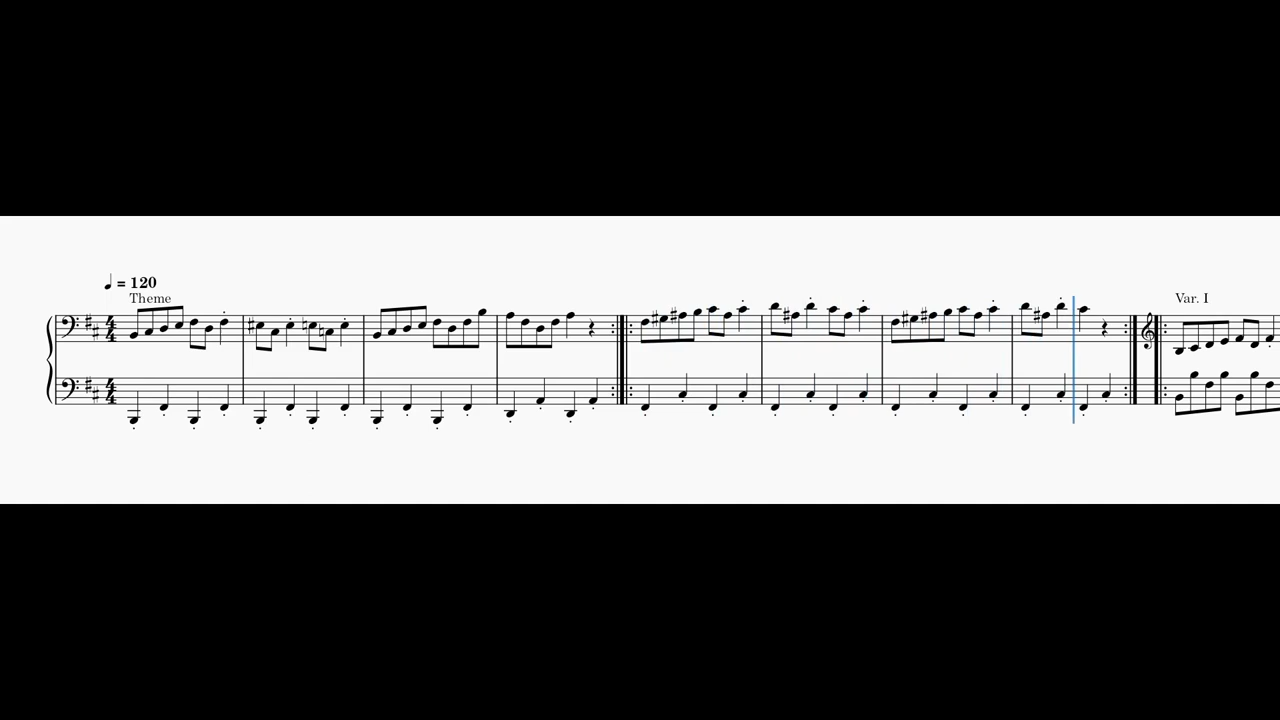 ♩ = 120
Theme
Var. I